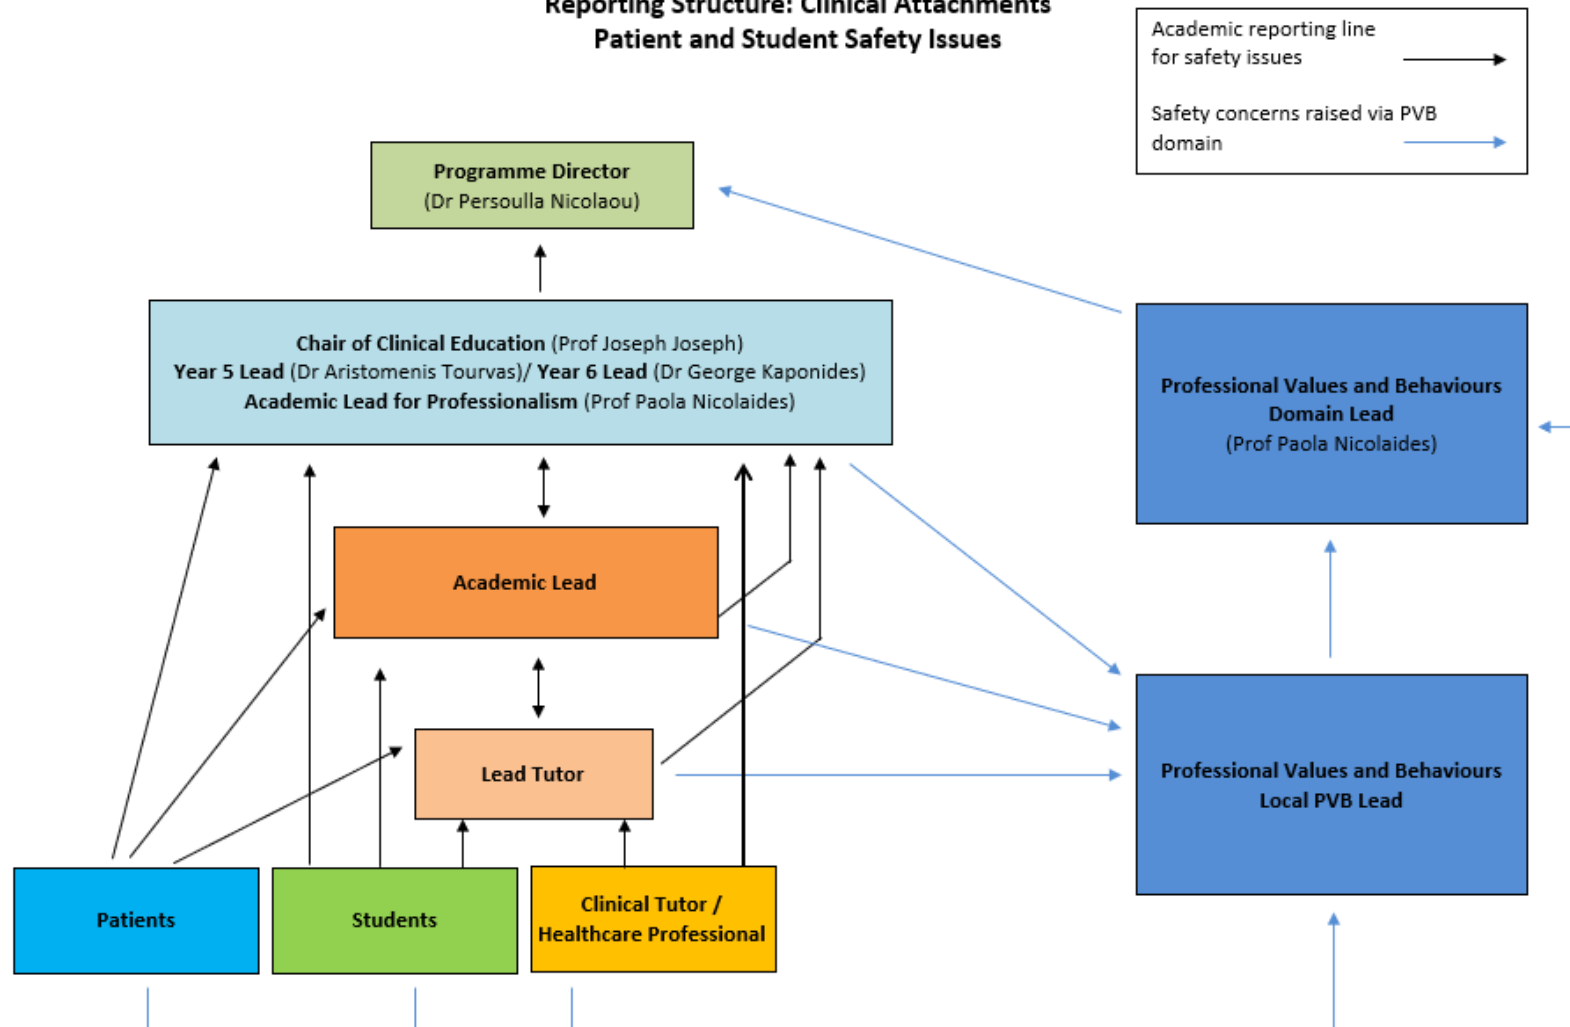 Reporting Structure: Clinical Attachments
Patient and Student Safety Issues
Academic reporting line
for safety issues
Safety concerns raised via PVB
domain
Programme Director
(Dr Persoulla Nicolaou)
Chair of Clinical Education (Prof Joseph Joseph)
Year 5 Lead (Dr Aristomenis Tourvas)/ Year 6 Lead (Dr George Kaponides)
Academic Lead for Professionalism (Prof Paola Nicolaides)
Professional Values and Behaviours
Domain Lead
(Prof Paola Nicolaides)
Academic Lead
Lead Tutor
Professional Values and Behaviours
Local PVB Lead
Patients
Students
Clinical Tutor /
Healthcare Professional